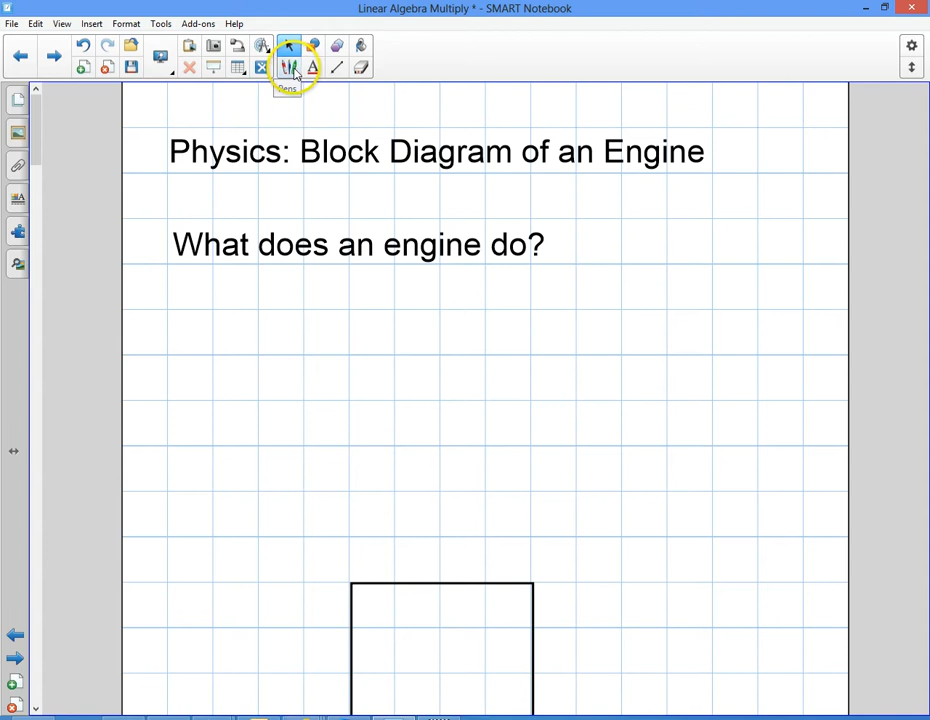 Linear Algebra Multiply * - SMART Notebook
File Edit View Insert Format Tools Add-ons Help
Pens
Physics: Block Diagram of an Engine
What does an engine do?